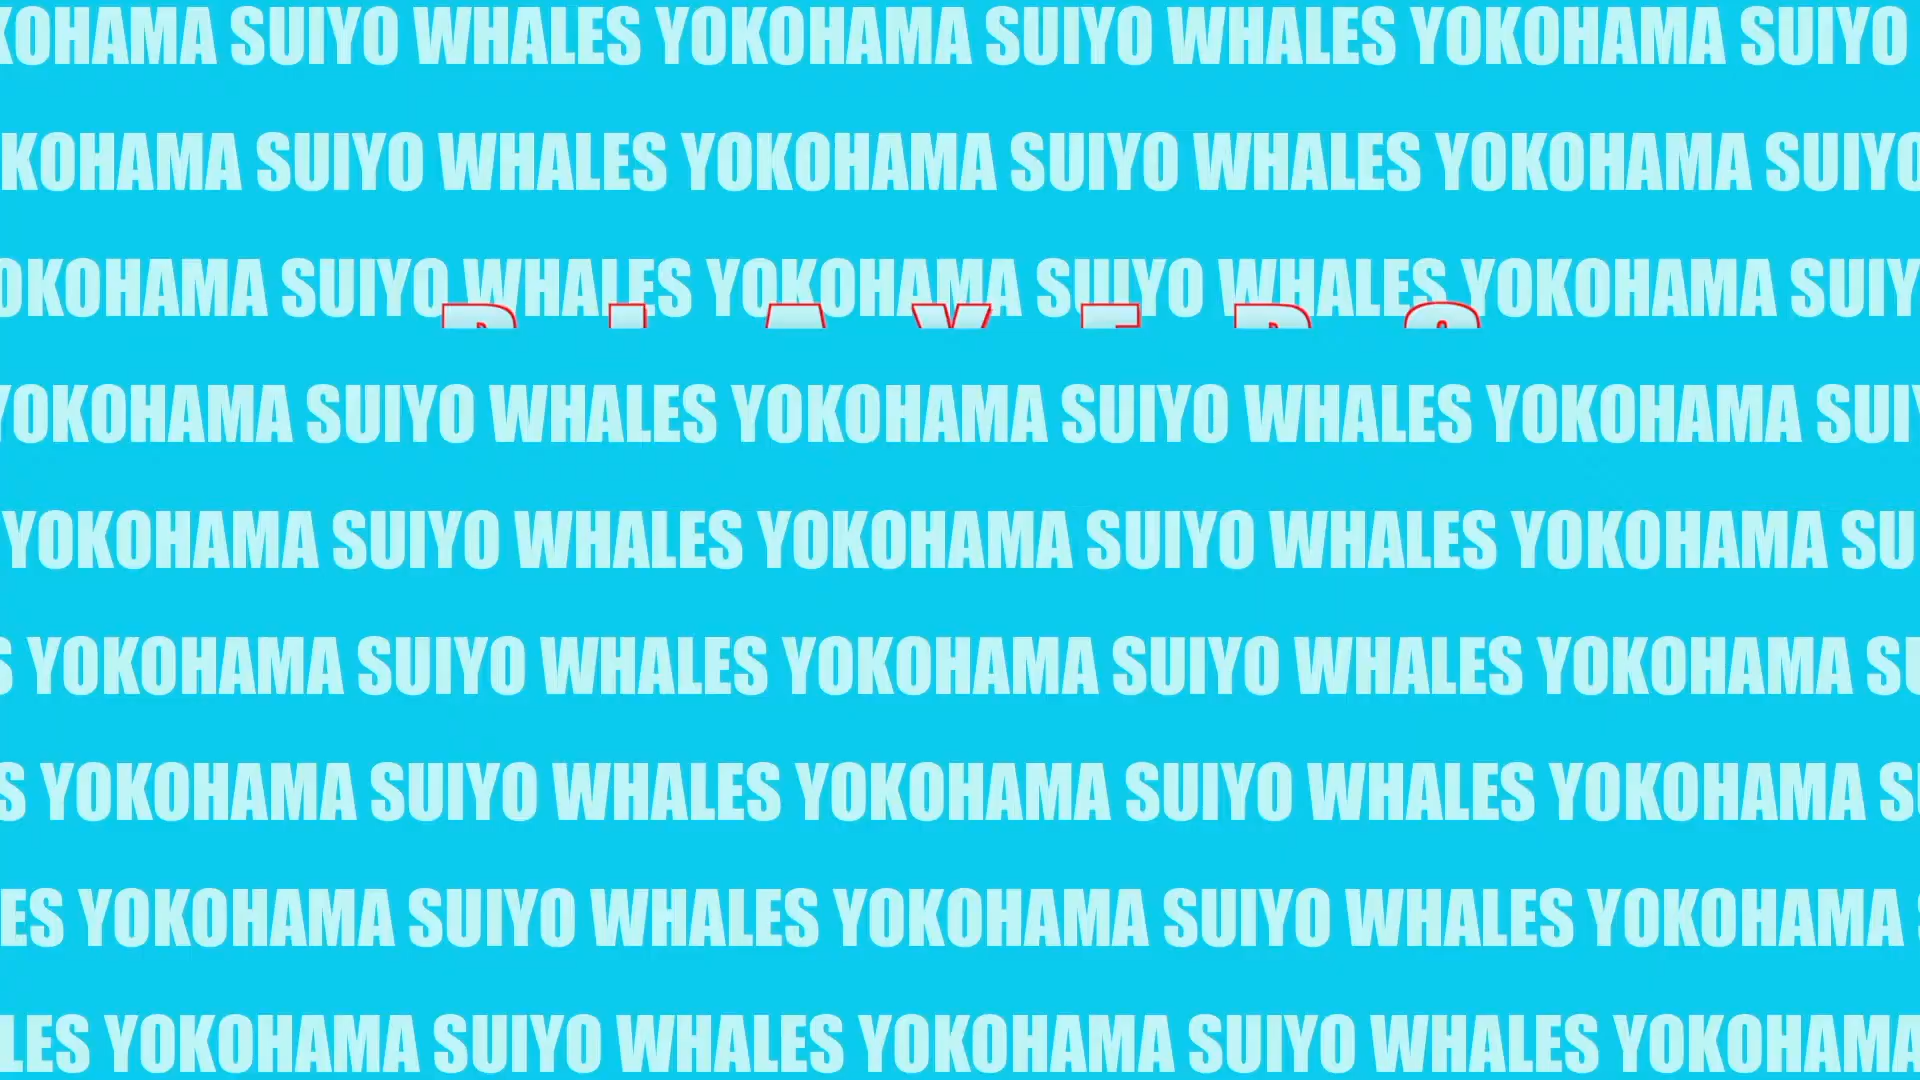 KOHAMA SUIYO WHALES YOKOHAMA SUIYO WHALES YOKOHAMA SUIYO
KOHAMA SUIYO WHALES YOKOHAMA SUIYO WHALES YOKOHAMA SUIYO
OKOHAMA SUIYO WHALES YOKOHAMA SUIYO WHALES YOKOHAMA SUIY
PLAYERS
YOKOHAMA SUIYO WHALES YOKOHAMA SUIYO WHALES YOKOHAMA SUIY
YOKOHAMA SUIYO WHALES YOKOHAMA SUIYO WHALES YOKOHAMA SU
S YOKOHAMA SUIYO WHALES YOKOHAMA SUIYO WHALES YOKOHAMA SU
S YOKOHAMA SUIYO WHALES YOKOHAMA SUIYO WHALES YOKOHAMA SU
ES YOKOHAMA SUIYO WHALES YOKOHAMA SUIYO WHALES YOKOHAMA
LES YOKOHAMA SUIYO WHALES YOKOHAMA SUIYO WHALES YOKOHAMA